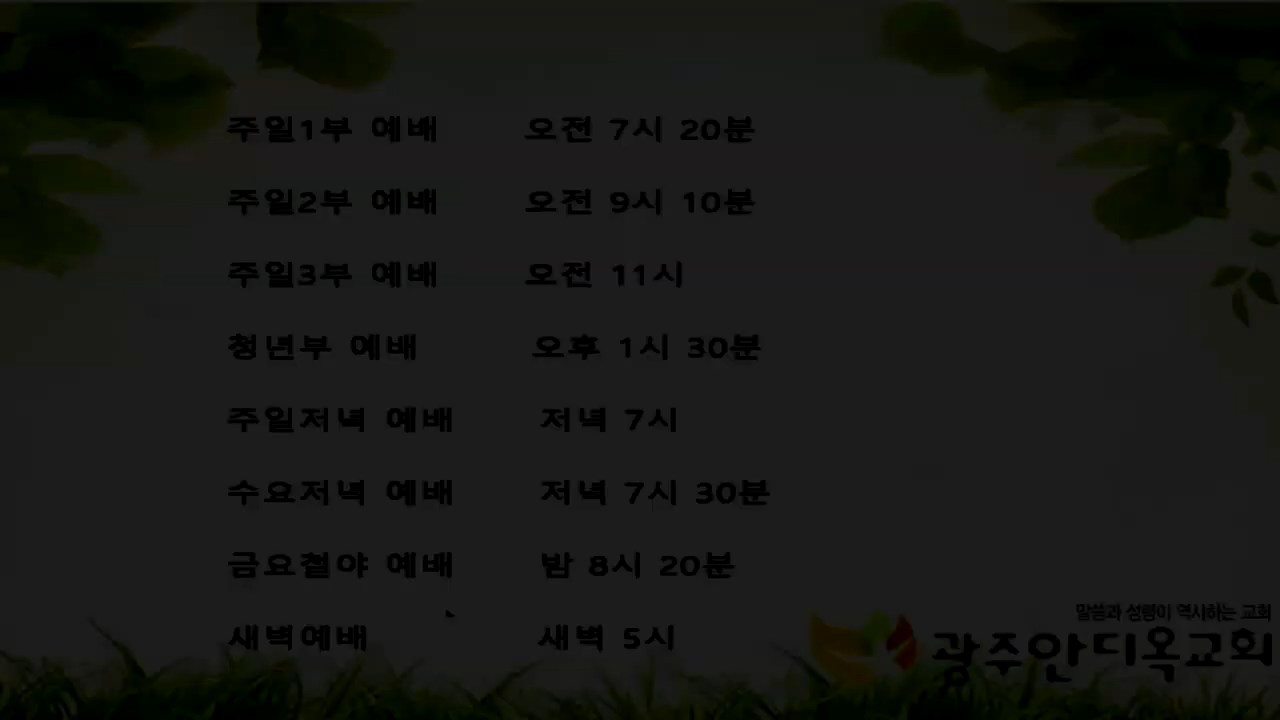 주일1부 예배 오전 7시 20분
주일2부 예배 오전 9시 10분
주일3부 예배 오전 11시
청년부 예배 오후 1시 30분
주일저녁 예배 저녁 7시
수요저녁 예배 저녁 7시 30분
금요철야 예배 밤 8시 20분
새벽예배 새벽 5시
말씀과 성령이 역사하는 교회
광주안디옥교회